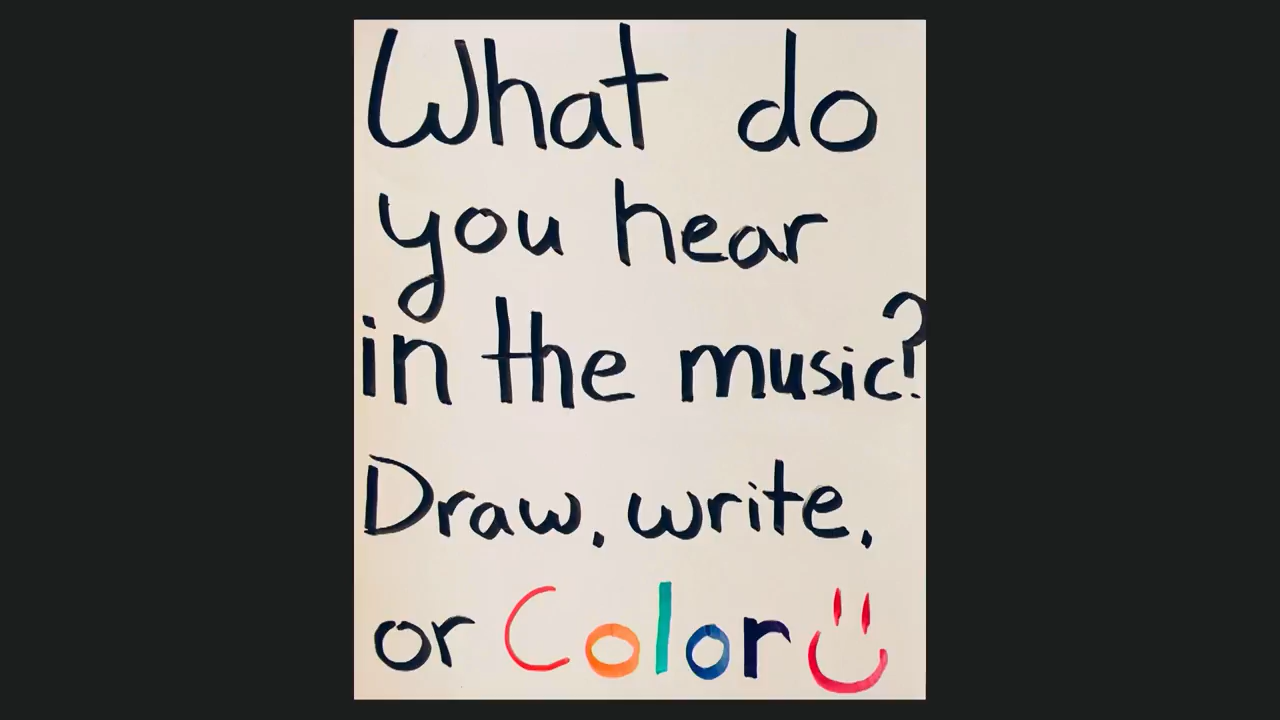 What do
you hear
in the music?
Draw, write,
or Color